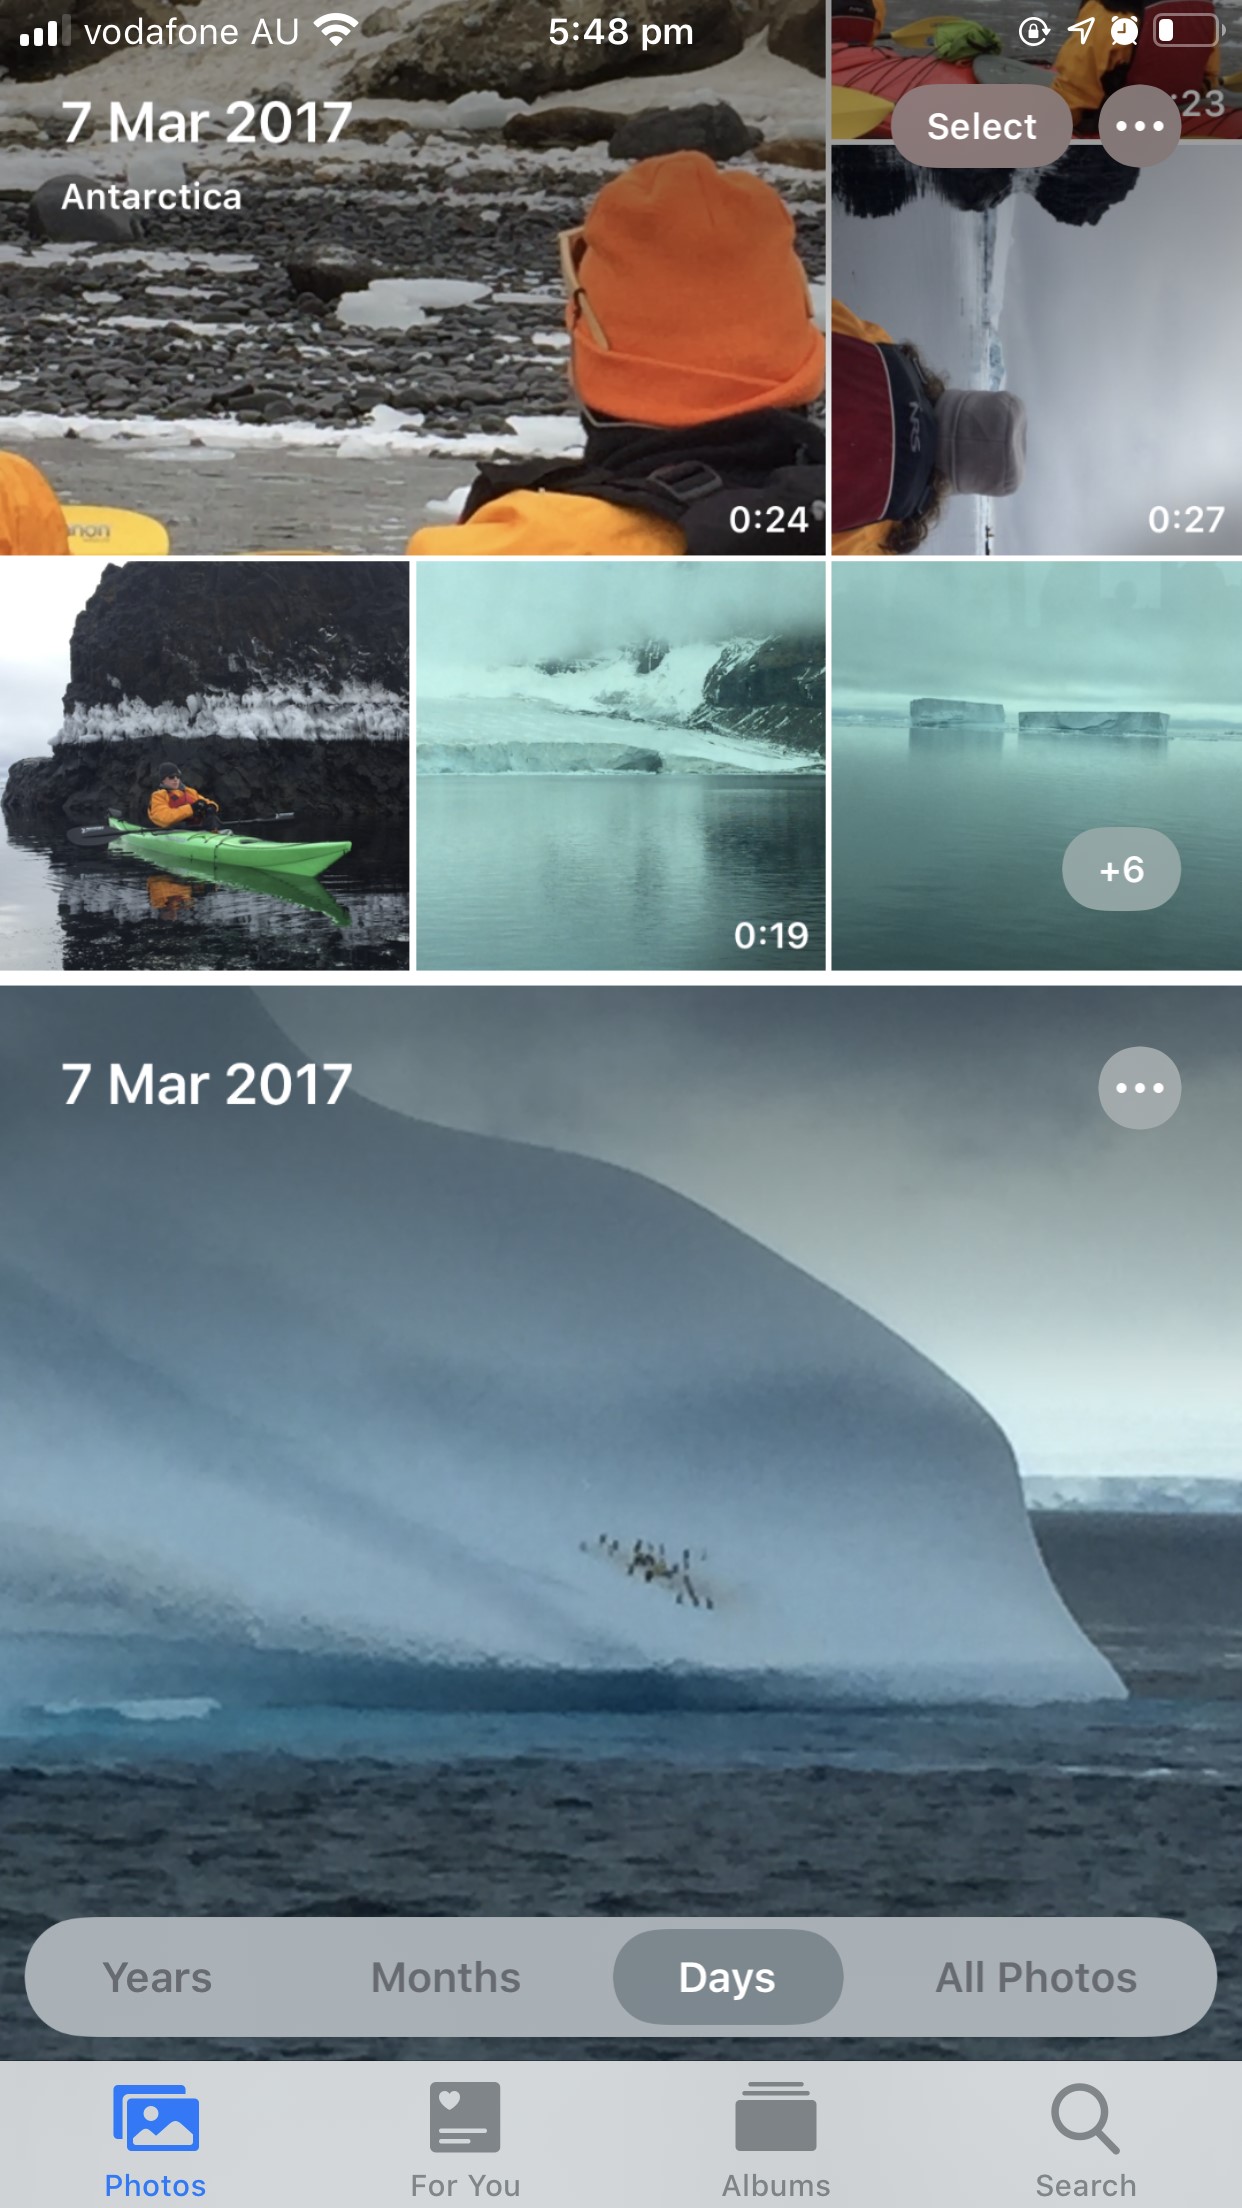 vodafone AU
5:48 pm
7 Mar 2017
Antarctica
Select
:23
NRS
0:24
0:27
0:19
+6
7 Mar 2017
Years
Months
Days
All Photos
Photos
For You
Albums
Search